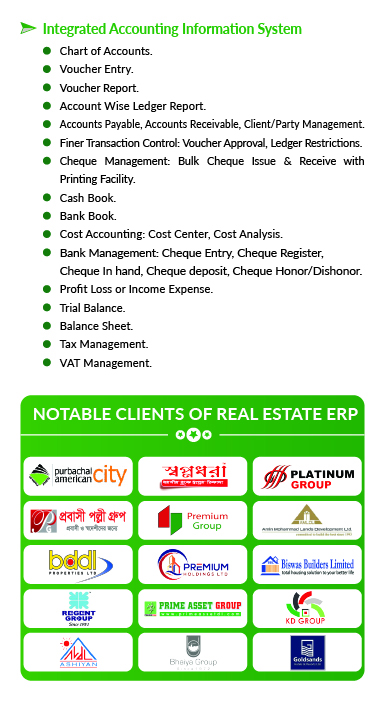 Integrated Accounting Information System
Chart of Accounts.
Voucher Entry.
Voucher Report.
Account Wise Ledger Report.
Accounts Payable, Accounts Receivable, Client/Party Management.
Finer Transaction Control: Voucher Approval, Ledger Restrictions.
Cheque Management: Bulk Cheque Issue & Receive with
Printing Facility.
Cash Book.
Bank Book.
Cost Accounting: Cost Center, Cost Analysis.
Bank Management: Cheque Entry, Cheque Register,
Cheque In hand, Cheque deposit, Cheque Honor/Dishonor.
Profit Loss or Income Expense.
Trial Balance.
Balance Sheet.
Tax Management.
VAT Management.
NOTABLE CLIENTS OF REAL ESTATE ERP
purbachal
american city
স্বপ্নধরা
PLATINUM
GROUP
প্রবাসী পল্লী গ্রুপ
প্রবাসী ও স্বদেশীদের জন্যে
Premium
Group
Amin Mohammad Lands Development Ltd.
bddl
PROPERTIES LTD
PREMIUM
HOLDINGS LTD
Biswas Builders Limited
total housing solution to your better life
REGENT
GROUP
Since 1991
PRIME ASSET GROUP
KD GROUP
ASHIYAN
Bhaiya Group
Goldsands